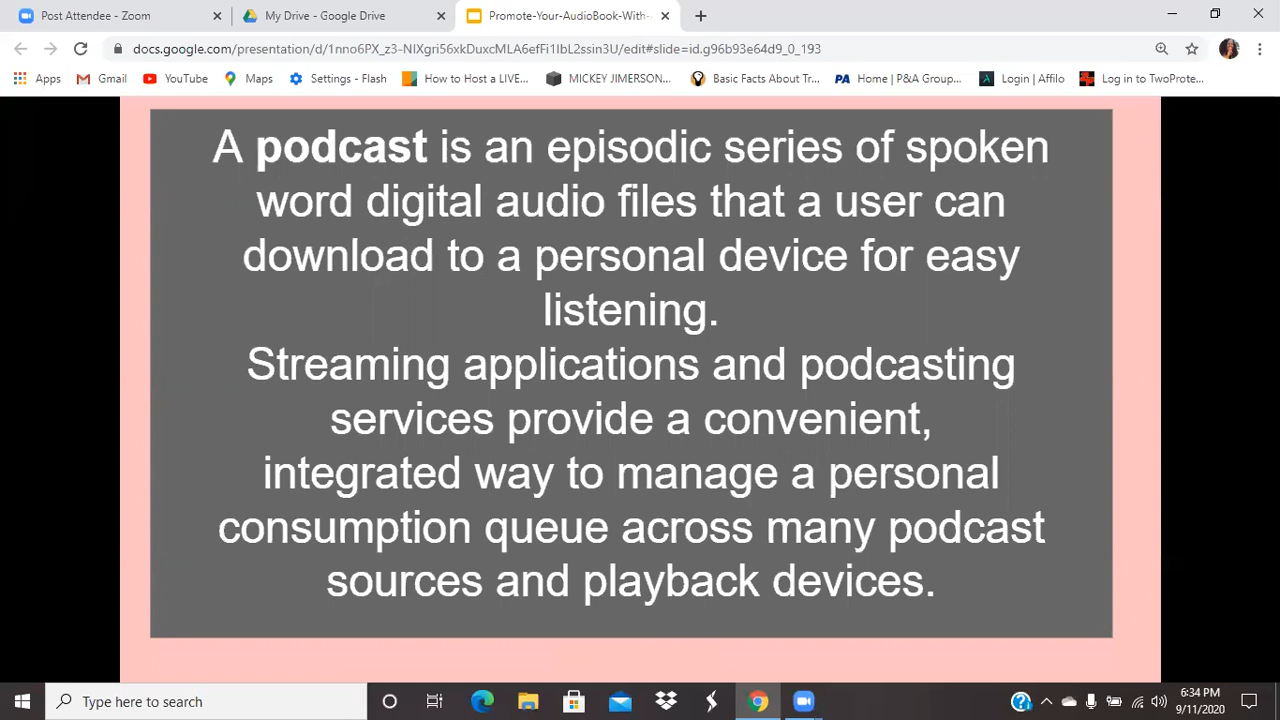 Post Attendee - Zoom
My Drive - Google Drive
Promote-Your-AudioBook-With-
docs.google.com/presentation/d/1nno6PX_z3-NIXgri56xkDuxcMLA6efFi1IbL2ssin3U/edit#slide=id.g96b93e64d9_0_193
Apps
Gmail
YouTube
Maps
Settings - Flash
How to Host a LIVE...
MICKEY JIMERSON...
Basic Facts About Tr...
PA Home | P&A Group...
Login | Affilo
Log in to TwoProte...
A podcast is an episodic series of spoken
word digital audio files that a user can
download to a personal device for easy
listening.
Streaming applications and podcasting
services provide a convenient,
integrated way to manage a personal
consumption queue across many podcast
sources and playback devices.
Type here to search
6:34 PM
9/11/2020